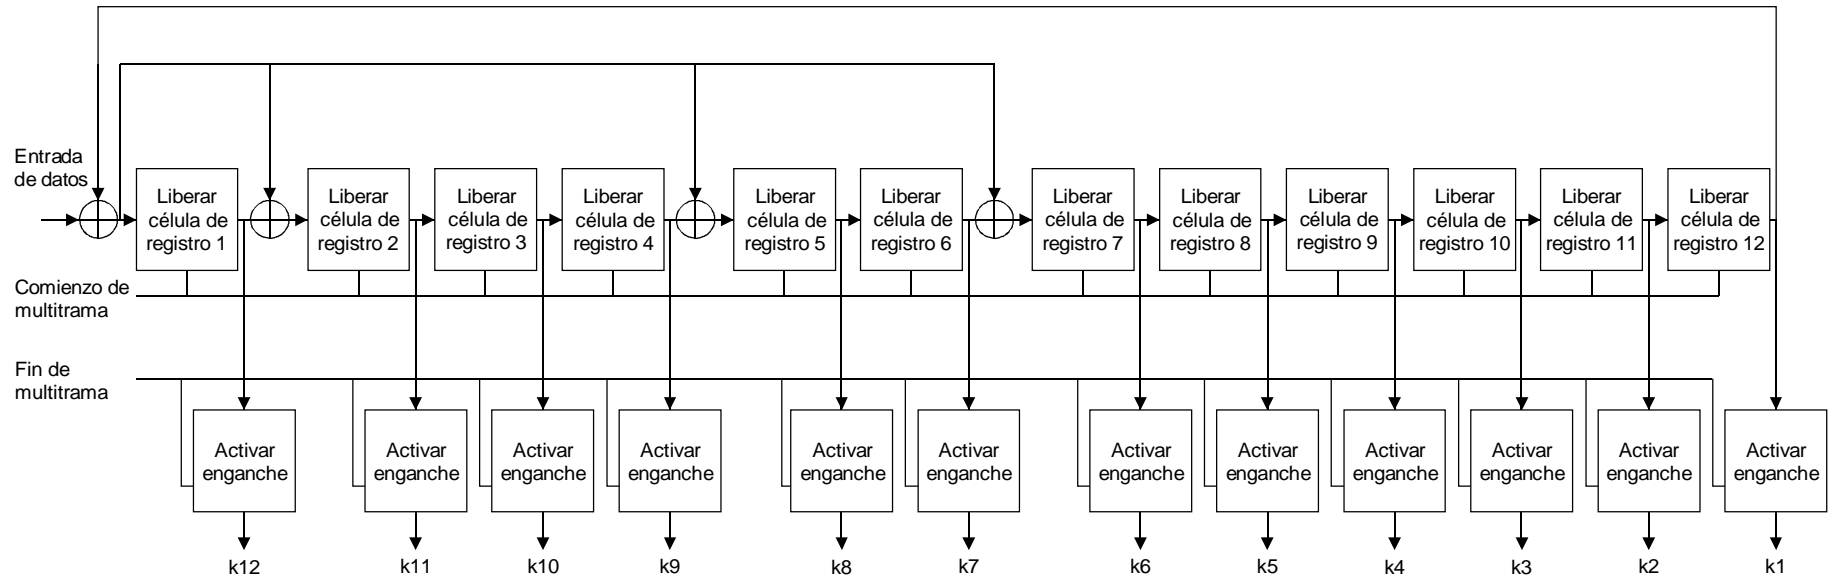 Entrada
de datos
Liberar
célula de
registro 1
Liberar
célula de
registro 2
Liberar
célula de
registro 3
Liberar
célula de
registro 4
Liberar
célula de
registro 5
Liberar
célula de
registro 6
Liberar
célula de
registro 7
Liberar
célula de
registro 8
Liberar
célula de
registro 9
Liberar
célula de
registro 10
Liberar
célula de
registro 11
Liberar
célula de
registro 12
Comienzo de
multitrama
Fin de
multitrama
Activar
enganche
Activar
enganche
Activar
enganche
Activar
enganche
Activar
enganche
Activar
enganche
Activar
enganche
Activar
enganche
Activar
enganche
Activar
enganche
Activar
enganche
Activar
enganche
k12
k11
k10
k9
k8
k7
k6
k5
k4
k3
k2
k1